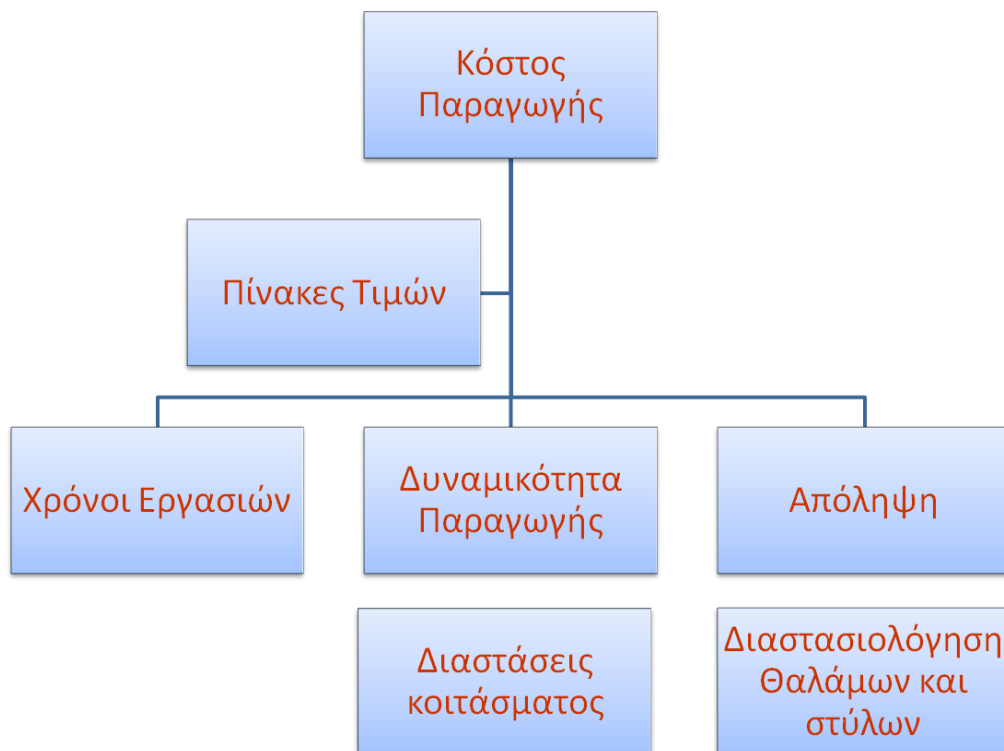 Κόστος
Παραγωγής
Πίνακες Τιμών
Χρόνοι Εργασιών
Δυναμικότητα
Παραγωγής
Απόληψη
Διαστάσεις
κοιτάσματος
Διαστασιολόγηση
Θαλάμων και
στύλων